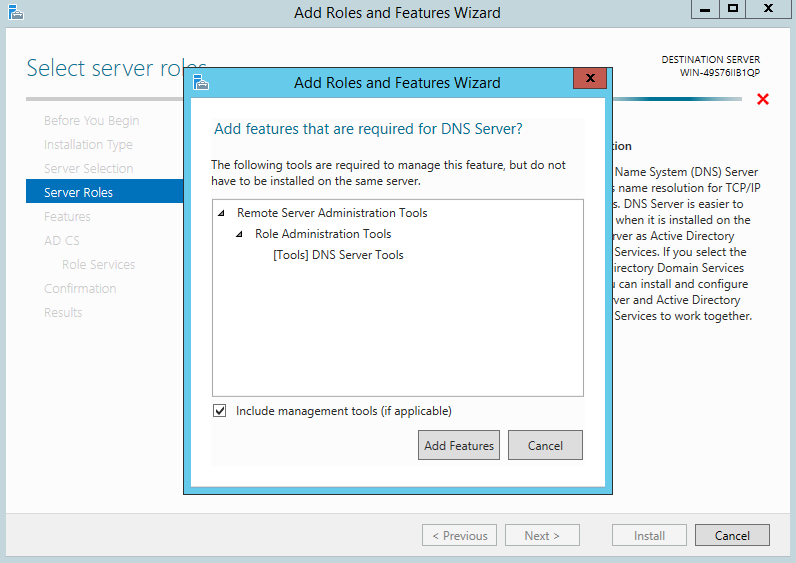 Add Roles and Features Wizard
Select server roles
DESTINATION SERVER
WIN-49S76IIB1QP
Before You Begin
Installation Type
Server Selection
Server Roles
Features
AD CS
Role Services
Confirmation
Results
Add Roles and Features Wizard
Add features that are required for DNS Server?
The following tools are required to manage this feature, but do not
have to be installed on the same server.
Remote Server Administration Tools
Role Administration Tools
[Tools] DNS Server Tools
Include management tools (if applicable)
Add Features
Cancel
Name System (DNS) Server
name resolution for TCP/IP
DNS Server is easier to
when it is installed on the
as Active Directory
Services. If you select the
Domain Services
can install and configure
and Active Directory
Services to work together.
< Previous
Next >
Install
Cancel